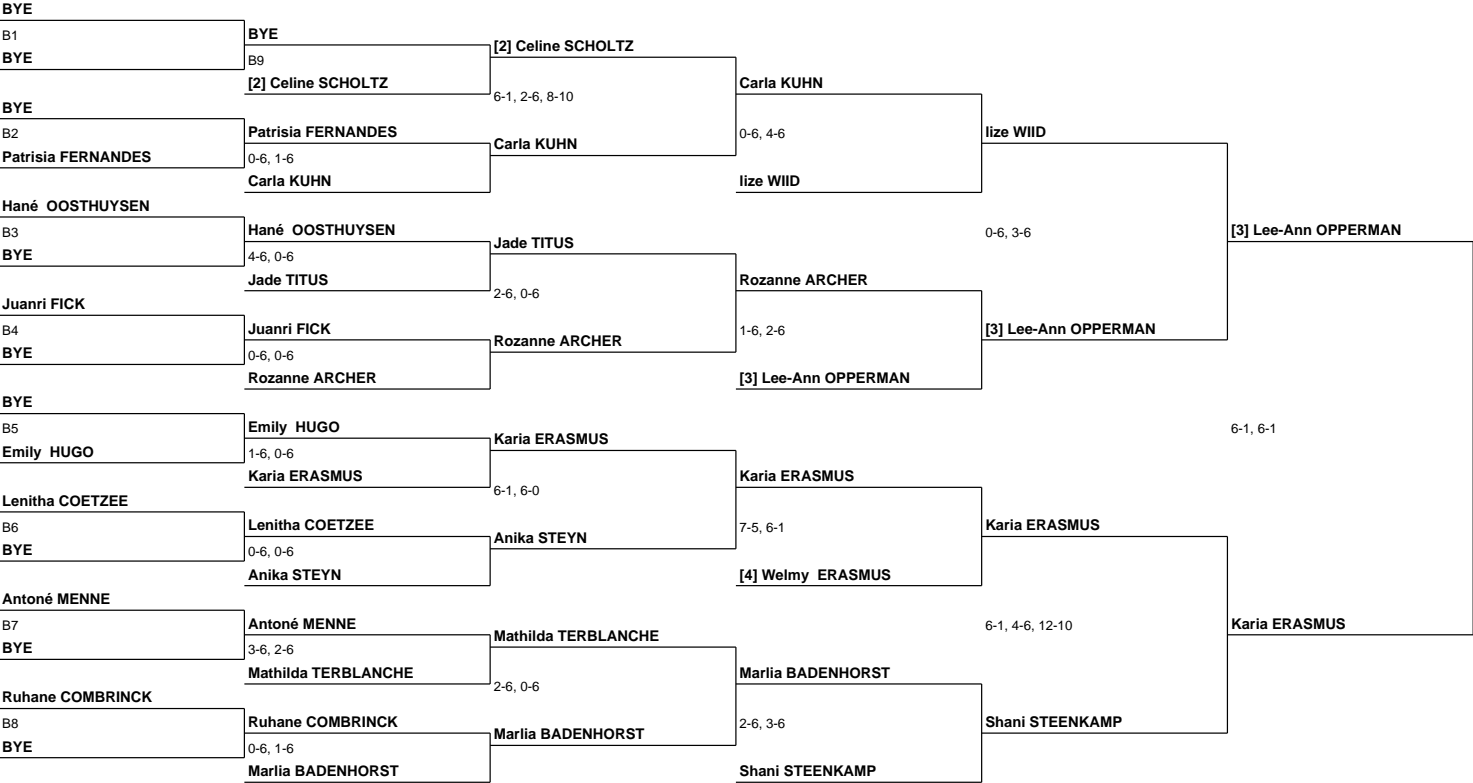 BYE
B1
BYE
BYE
B2
Patrisia FERNANDES
Hané  OOSTHUYSEN
B3
BYE
Juanri FICK
B4
BYE
BYE
B5
Emily  HUGO
Lenitha COETZEE
B6
BYE
Antoné MENNE
B7
BYE
Ruhane COMBRINCK
B8
BYE
BYE
B9
[2] Celine SCHOLTZ
Patrisia FERNANDES
0-6, 1-6
Carla KUHN
Hané  OOSTHUYSEN
4-6, 0-6
Jade TITUS
Juanri FICK
0-6, 0-6
Rozanne ARCHER
Emily  HUGO
1-6, 0-6
Karia ERASMUS
Lenitha COETZEE
0-6, 0-6
Anika STEYN
Antoné MENNE
3-6, 2-6
Mathilda TERBLANCHE
Ruhane COMBRINCK
0-6, 1-6
Marlia BADENHORST
[2] Celine SCHOLTZ
6-1, 2-6, 8-10
Carla KUHN
Jade TITUS
2-6, 0-6
Rozanne ARCHER
Karia ERASMUS
6-1, 6-0
Anika STEYN
Mathilda TERBLANCHE
2-6, 0-6
Marlia BADENHORST
Carla KUHN
0-6, 4-6
lize WIID
Rozanne ARCHER
1-6, 2-6
[3] Lee-Ann OPPERMAN
Karia ERASMUS
7-5, 6-1
[4] Welmy  ERASMUS
Marlia BADENHORST
2-6, 3-6
Shani STEENKAMP
lize WIID
0-6, 3-6
[3] Lee-Ann OPPERMAN
Karia ERASMUS
6-1, 4-6, 12-10
Shani STEENKAMP
[3] Lee-Ann OPPERMAN
6-1, 6-1
Karia ERASMUS